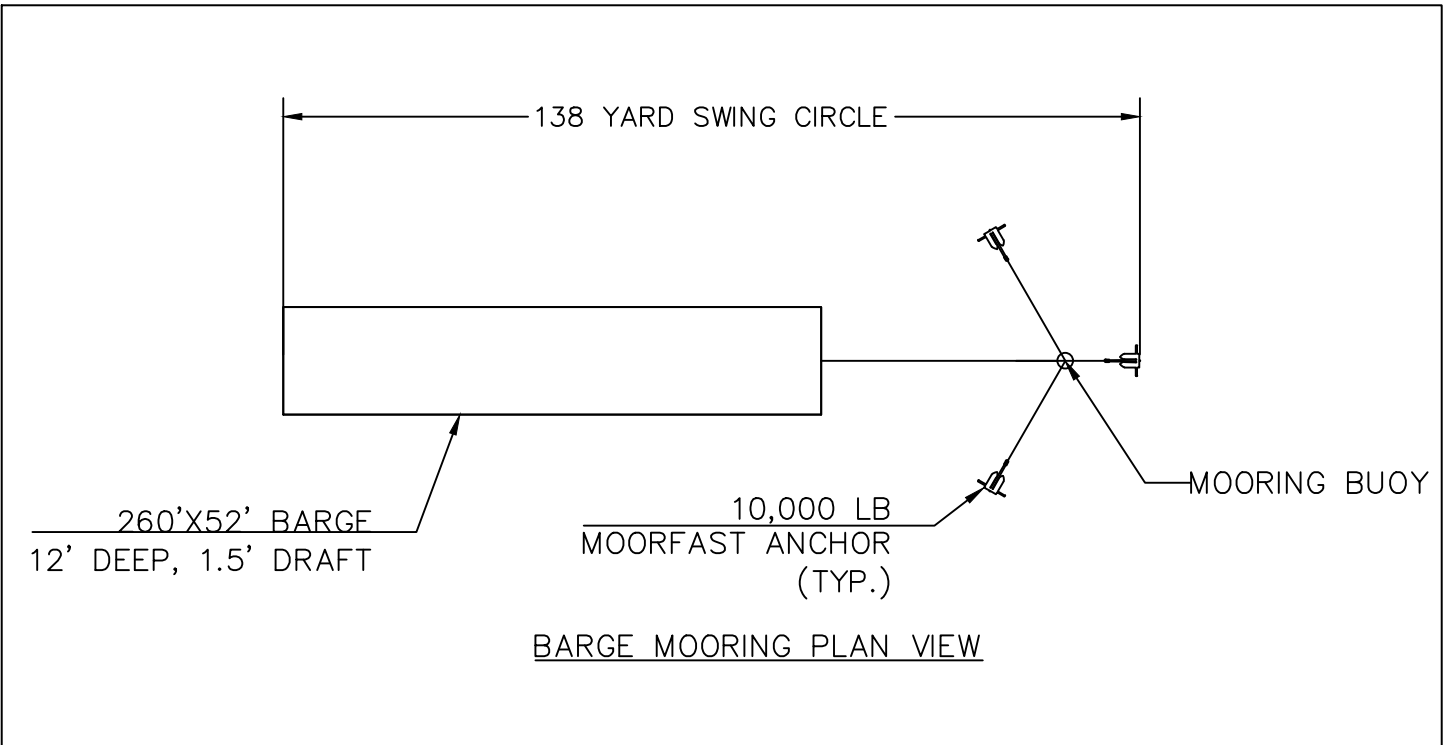 138 YARD SWING CIRCLE
MOORING BUOY
260'X52' BARGE
12' DEEP, 1.5' DRAFT
10,000 LB
MOORFAST ANCHOR
(TYP.)
BARGE MOORING PLAN VIEW